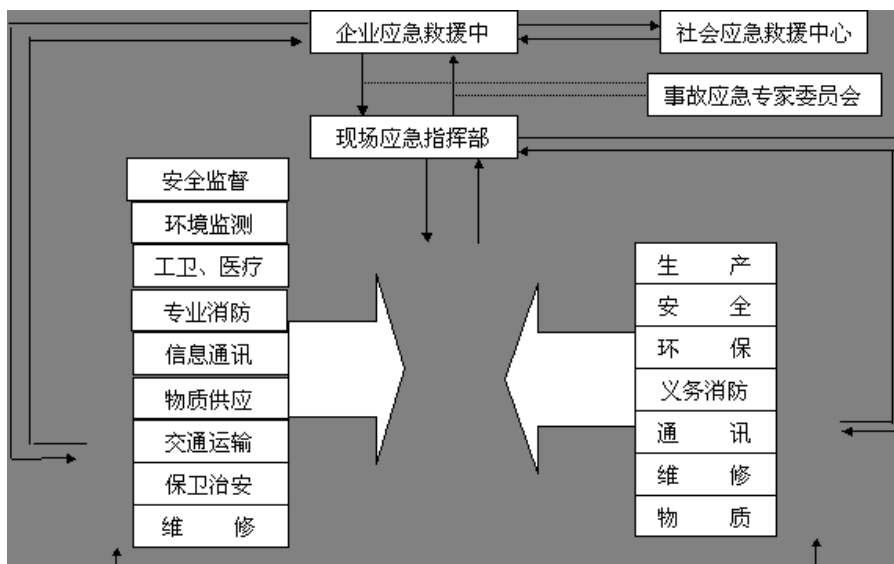 企业应急救援中
社会应急救援中心
事故应急专家委员会
现场应急指挥部
安全监督
环境监测
工卫、医疗
专业消防
信息通讯
物质供应
交通运输
保卫治安
维 修
生 产
安 全
环 保
义务消防
通 讯
维 修
物 质